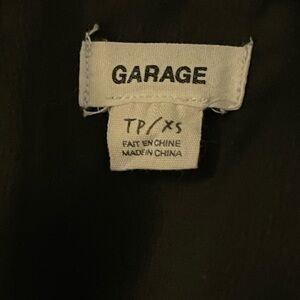 GARAGE
TP/XS
FAIT EN CHINE
MADE IN CHINA